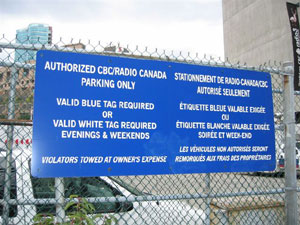 AUTHORIZED CBC/RADIO CANADA
PARKING ONLY
VALID BLUE TAG REQUIRED
OR
VALID WHITE TAG REQUIRED
EVENINGS & WEEKENDS
VIOLATORS TOWED AT OWNER'S EXPENSE
STATIONNEMENT DE RADIO-CANADA/CBC
AUTORISÉ SEULEMENT
ÉTIQUETTE BLEUE VALABLE EXIGÉE
OU
ÉTIQUETTE BLANCHE VALABLE EXIGÉE
SOIRÉE ET WEEK-END
LES VÉHICULES NON AUTORISÉS SERONT
REMORQUÉS AUX FRAIS DES PROPRIÉTAIRES